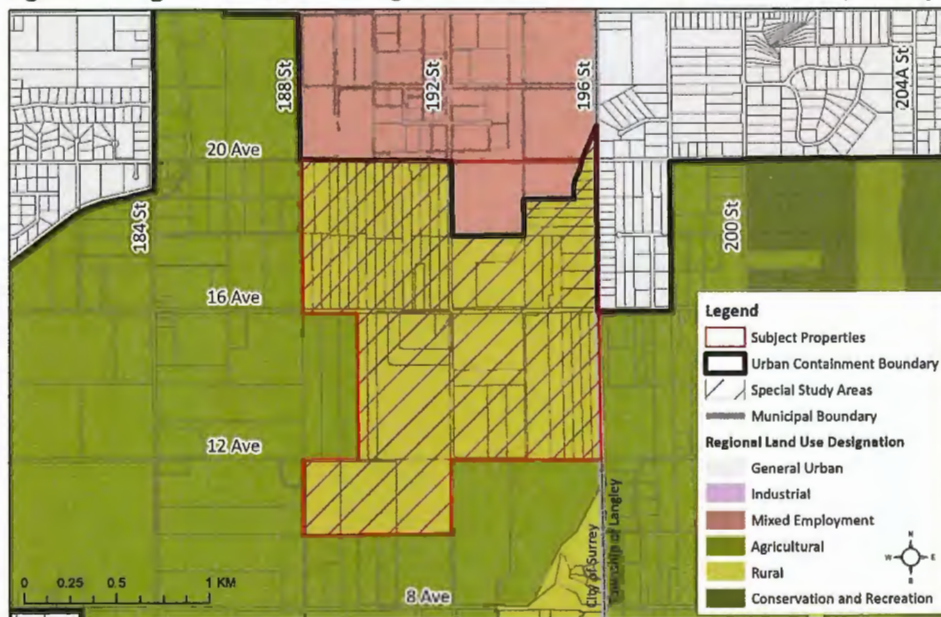 188 St
192 St
196 St
204A St
20 Ave
184 St
200 St
16 Ave
12 Ave
8 Ave
City of Surrey
Township of Langley
0 0.25 0.5 1 KM
Legend
Subject Properties
Urban Containment Boundary
Special Study Areas
Municipal Boundary
Regional Land Use Designation
General Urban
Industrial
Mixed Employment
Agricultural
Rural
Conservation and Recreation
N
W E
S